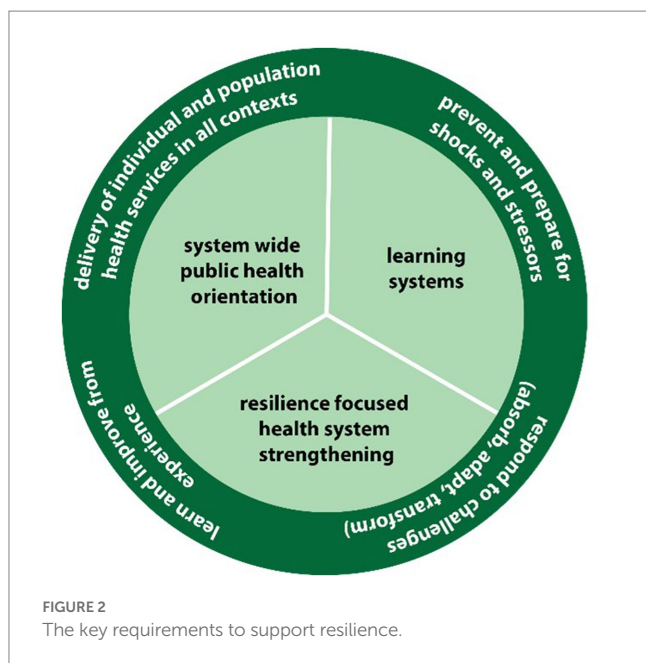 delivery of individual and population
health services in all contexts
prevent and prepare for
shocks and stressors
system wide
public health
orientation
learning
systems
resilience focused
health system
strengthening
learn and improve from
experience
respond to challenges
(absorb, adapt, transform)
FIGURE 2
The key requirements to support resilience.